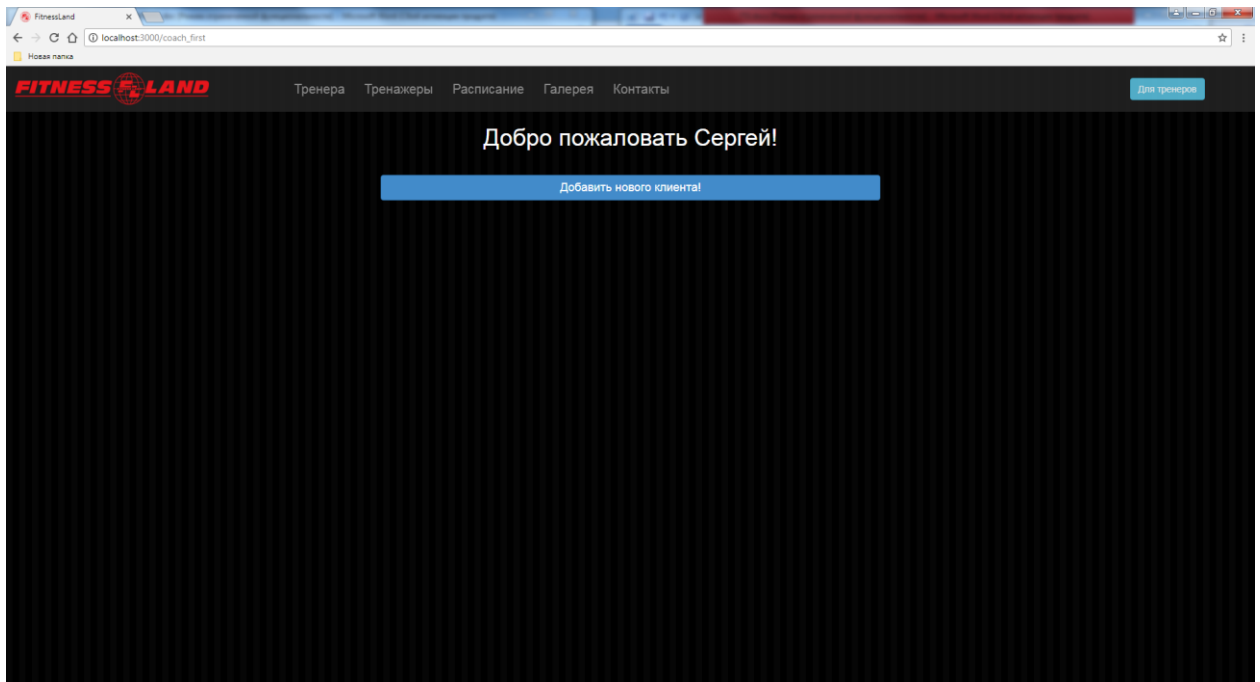 FitnessLand
localhost:3000/coach_first
Новая папка
FITNESS FL LAND
Тренера Тренажеры Расписание Галерея Контакты
Для тренеров
Добро пожаловать Сергей!
Добавить нового клиента!